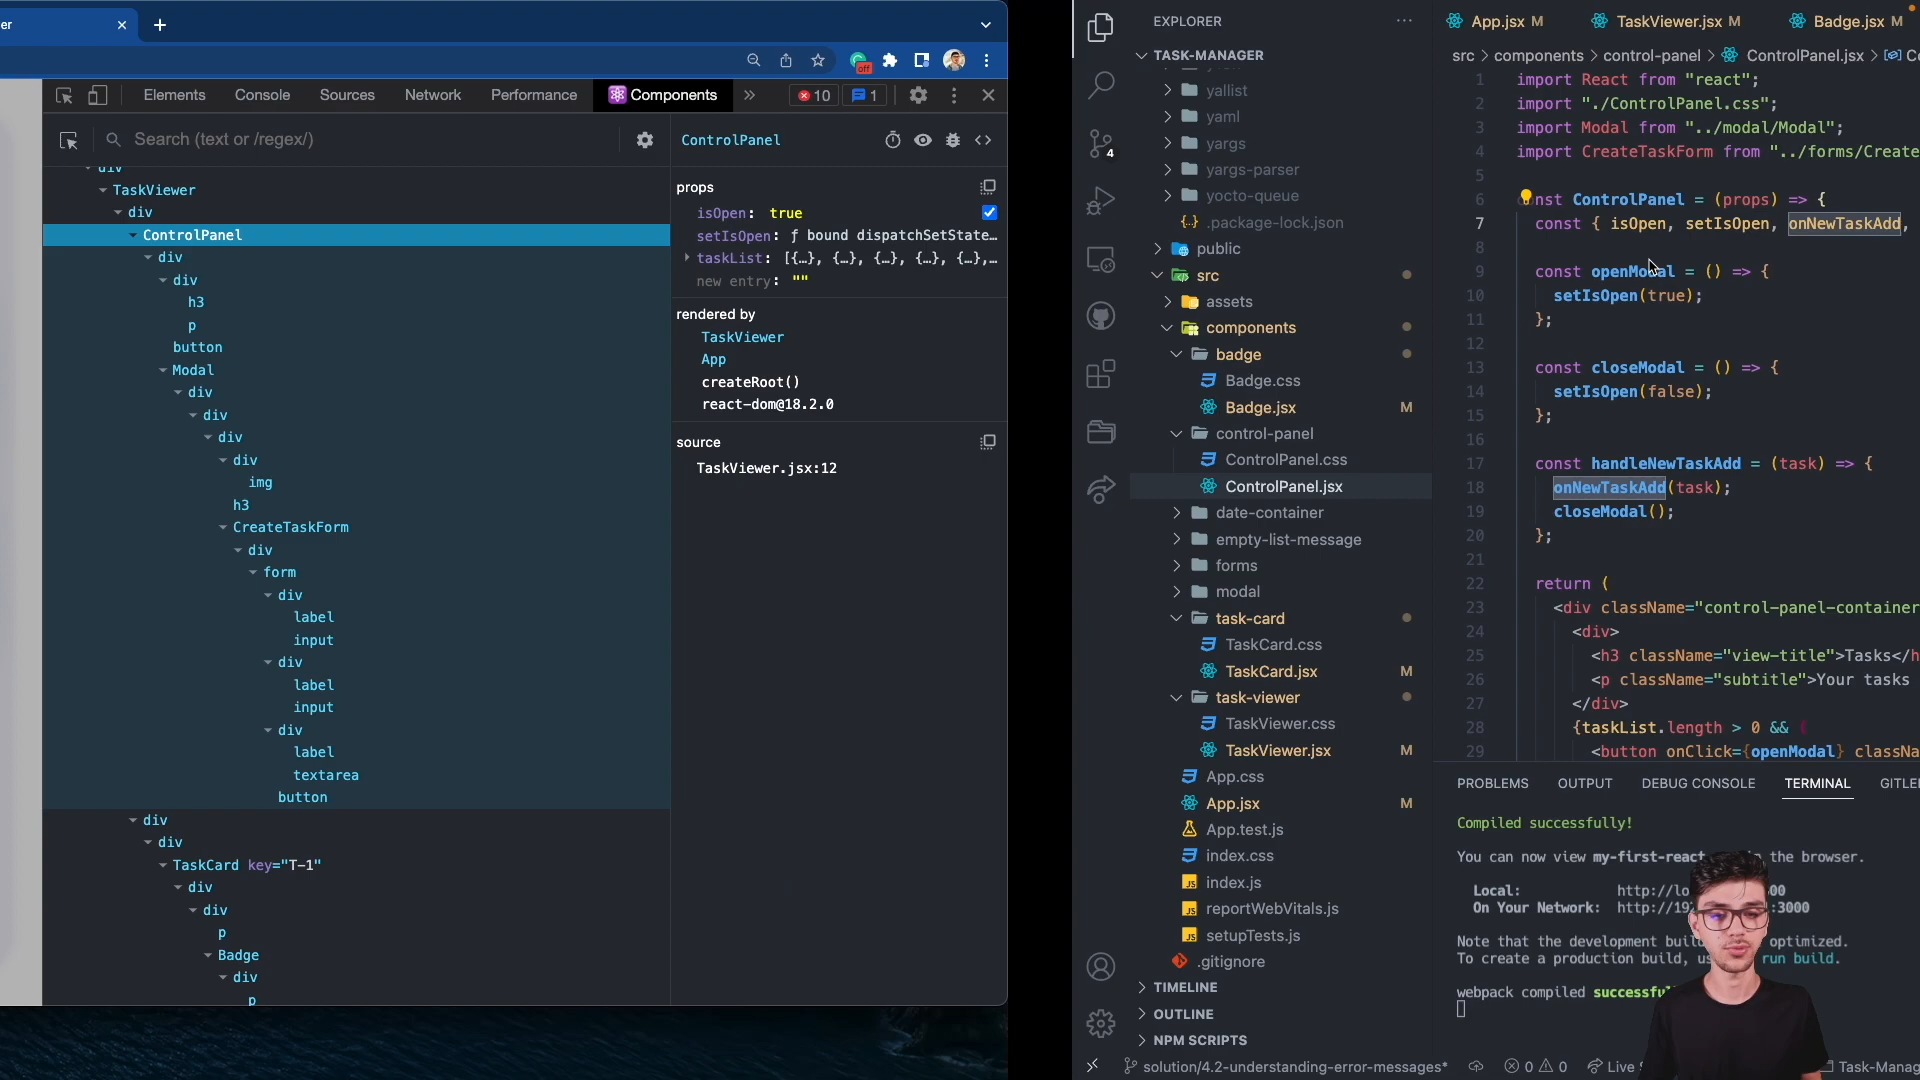 er
off
Elements
Console
Sources
Network
Performance
Components
10
1
Search (text or /regex/)
div
TaskViewer
div
ControlPanel
div
div
h3
p
button
Modal
div
div
div
div
img
h3
CreateTaskForm
div
form
div
label
input
div
label
input
div
label
textarea
button
div
div
TaskCard key="T-1"
div
div
p
Badge
div
p
ControlPanel
props
isOpen: true
setIsOpen: ƒ bound dispatchSetState…
taskList: [{…}, {…}, {…}, {…}, {…},…
new entry: ""
rendered by
TaskViewer
App
createRoot()
react-dom@18.2.0
source
TaskViewer.jsx:12
EXPLORER
TASK-MANAGER
yallist
yaml
yargs
yargs-parser
yocto-queue
.package-lock.json
public
src
assets
components
badge
Badge.css
Badge.jsx M
control-panel
ControlPanel.css
ControlPanel.jsx
date-container
empty-list-message
forms
modal
task-card
TaskCard.css
TaskCard.jsx M
task-viewer
TaskViewer.css
TaskViewer.jsx M
App.css
App.jsx M
App.test.js
index.css
index.js
reportWebVitals.js
setupTests.js
.gitignore
TIMELINE
OUTLINE
NPM SCRIPTS
4
App.jsx M
TaskViewer.jsx M
Badge.jsx M
src > components > control-panel > ControlPanel.jsx >
1 import React from "react";
2 import "./ControlPanel.css";
3 import Modal from "../modal/Modal";
4 import CreateTaskForm from "../forms/Create
5
6 nst ControlPanel = (props) => {
7 const { isOpen, setIsOpen, onNewTaskAdd,
8
9 const openModal = () => {
10 setIsOpen(true);
11 };
12
13 const closeModal = () => {
14 setIsOpen(false);
15 };
16
17 const handleNewTaskAdd = (task) => {
18 onNewTaskAdd(task);
19 closeModal();
20 };
21
22 return (
23 <div className="control-panel-container
24 <div>
25 <h3 className="view-title">Tasks</h
26 <p className="subtitle">Your tasks
27 </div>
28 {taskList.length > 0 && (
29 <button onClick={openModal} classNa
PROBLEMS
OUTPUT
DEBUG CONSOLE
TERMINAL
GITLE
Compiled successfully!
You can now view my-first-react the browser.
Local: http://lo 00
On Your Network: http://19 :3000
Note that the development buil optimized.
To create a production build, us run build.
webpack compiled successful
solution/4.2-understanding-error-messages*
0 0
Live
Task-Manag